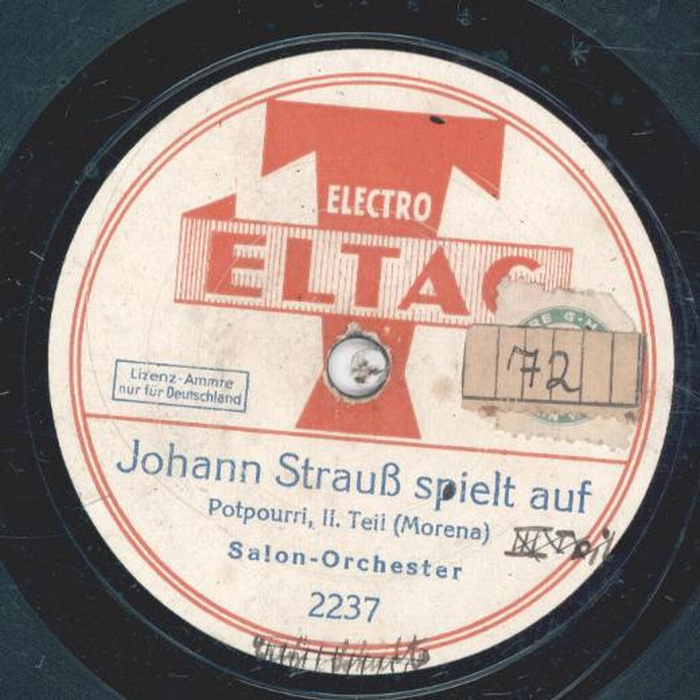 ELECTRO
ELTAG
72
Lizenz-Ammre
nur für Deutschland
Johann Strauß spielt auf
Potpourri, II. Teil (Morena)
Salon-Orchester
2237